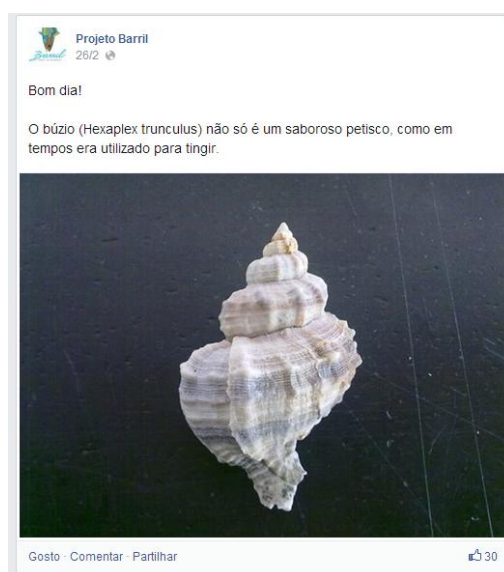 Projeto Barril
26/2
Bom dia!
O búzio (Hexaplex trunculus) não só é um saboroso petisco, como em
tempos era utilizado para tingir.
Gosto · Comentar · Partilhar
30